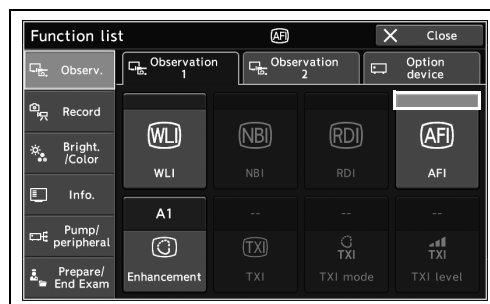 Function list
AFI
X Close
Observ.
Observation 1
Observation 2
Option device
Record
Bright. /Color
Info.
Pump/ peripheral
Prepare/ End Exam
WLI
WLI
NBI
NBI
RDI
RDI
AFI
AFI
A1
Enhancement
--
TXI
TXI
--
TXI
TXI mode
--
TXI
TXI level